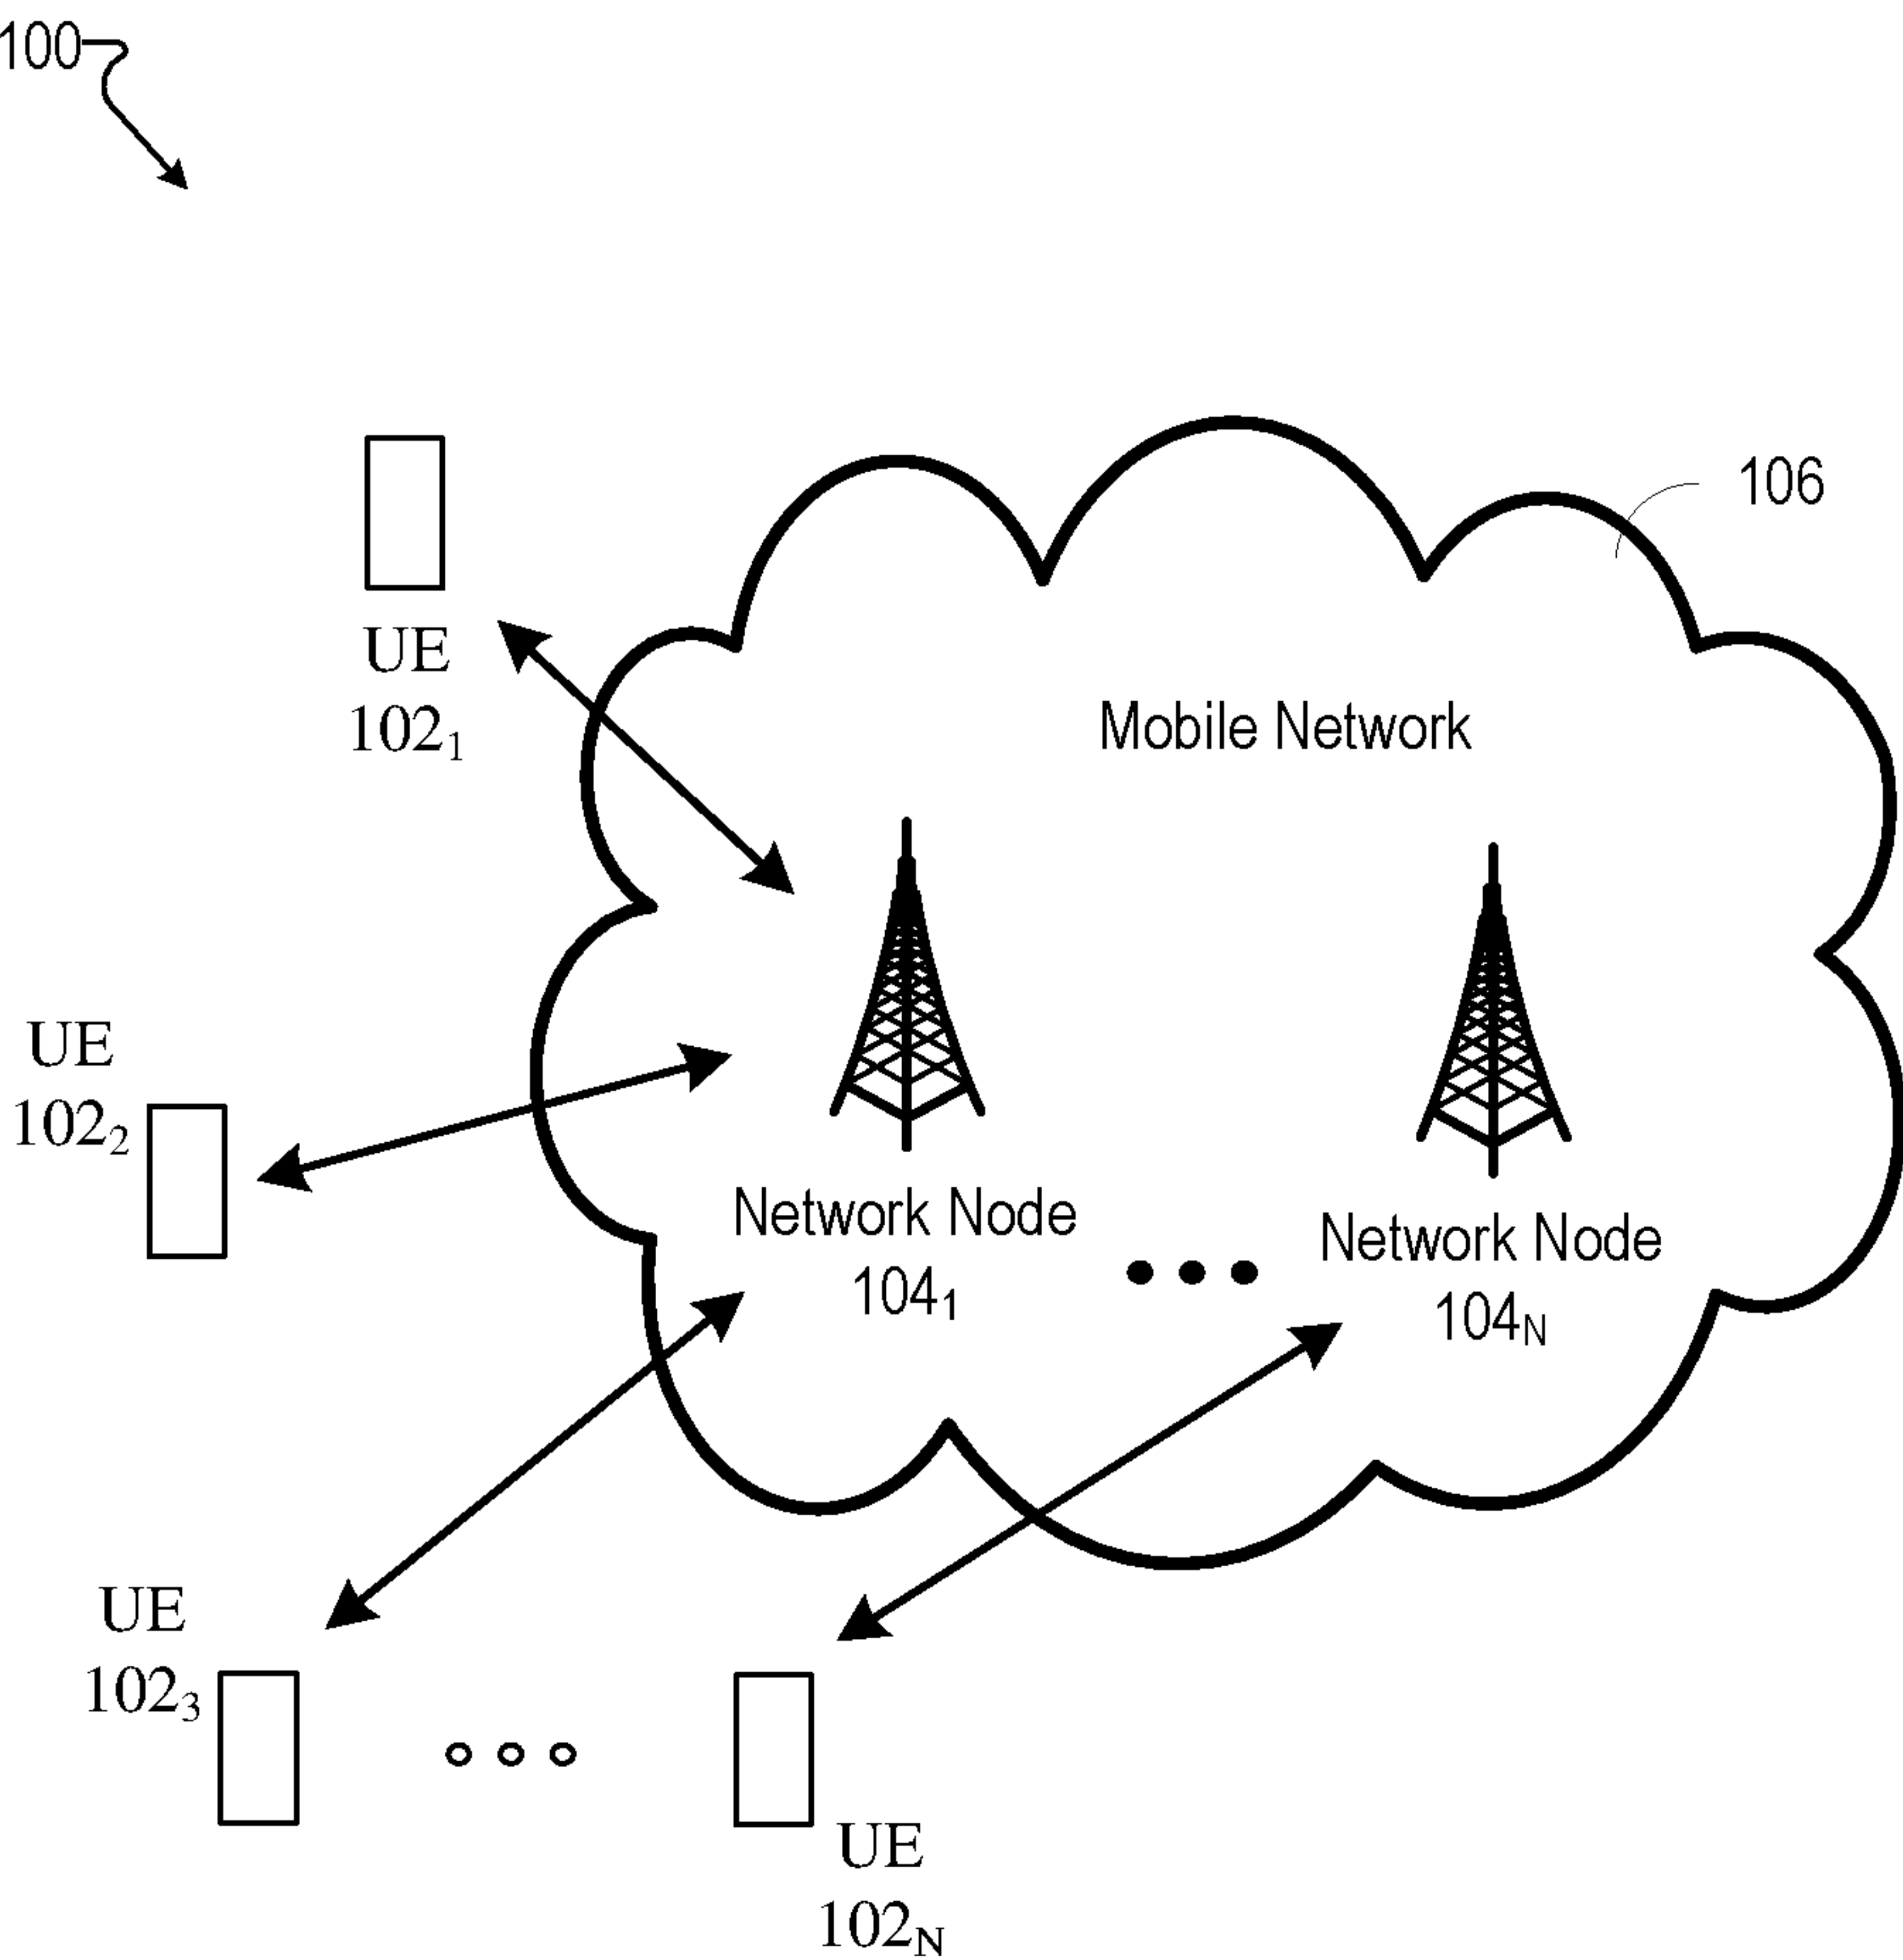 100
106
UE
102₁
Mobile Network
UE
102₂
Network Node
104₁
Network Node
104N
UE
102₃
UE
102N